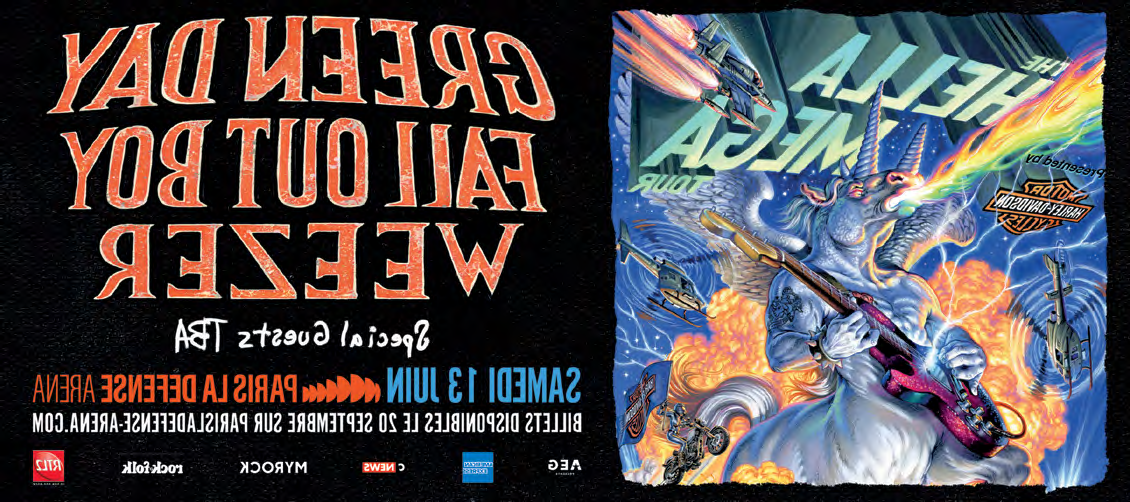 THE
HELLA
MEGA
TOUR
Presented by
MOTOR
HARLEY-DAVIDSON
CYCLES
GREEN DAY
FALL OUT BOY
WEEZER
Special Guests TBA
SAMEDI 13 JUIN PARIS LA DEFENSE ARENA
BILLETS DISPONIBLES LE 20 SEPTEMBRE SUR PARISLADEFENSE-ARENA.COM
AEG PRESENTS
AMERICAN EXPRESS
C NEWS
MYROCK
rock&folk
RTL2